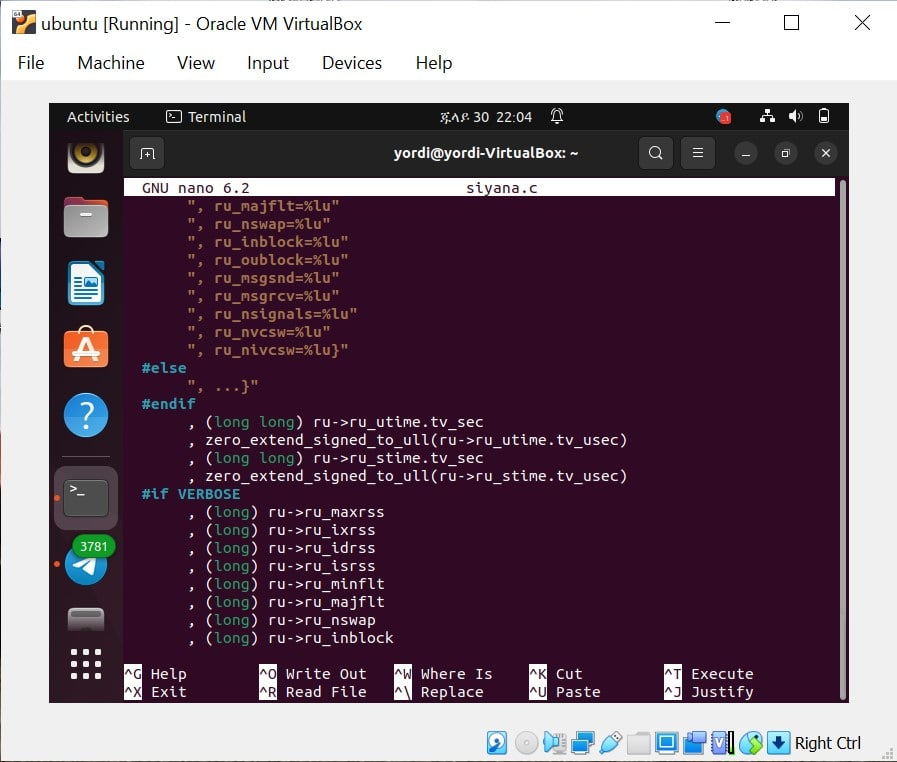 ubuntu [Running] - Oracle VM VirtualBox
File Machine View Input Devices Help
Activities Terminal ጁላይ 30 22:04
yordi@yordi-VirtualBox: ~
GNU nano 6.2 siyana.c
", ru_majflt=%lu"
", ru_nswap=%lu"
", ru_inblock=%lu"
", ru_oublock=%lu"
", ru_msgsnd=%lu"
", ru_msgrcv=%lu"
", ru_nsignals=%lu"
", ru_nvcsw=%lu"
", ru_nivcsw=%lu}"
#else
", ...}"
#endif
, (long long) ru->ru_utime.tv_sec
, zero_extend_signed_to_ull(ru->ru_utime.tv_usec)
, (long long) ru->ru_stime.tv_sec
, zero_extend_signed_to_ull(ru->ru_stime.tv_usec)
#if VERBOSE
, (long) ru->ru_maxrss
, (long) ru->ru_ixrss
, (long) ru->ru_idrss
, (long) ru->ru_isrss
, (long) ru->ru_minflt
, (long) ru->ru_majflt
, (long) ru->ru_nswap
, (long) ru->ru_inblock
3781
^G Help ^O Write Out ^W Where Is ^K Cut ^T Execute
^X Exit ^R Read File ^\ Replace ^U Paste ^J Justify
Right Ctrl